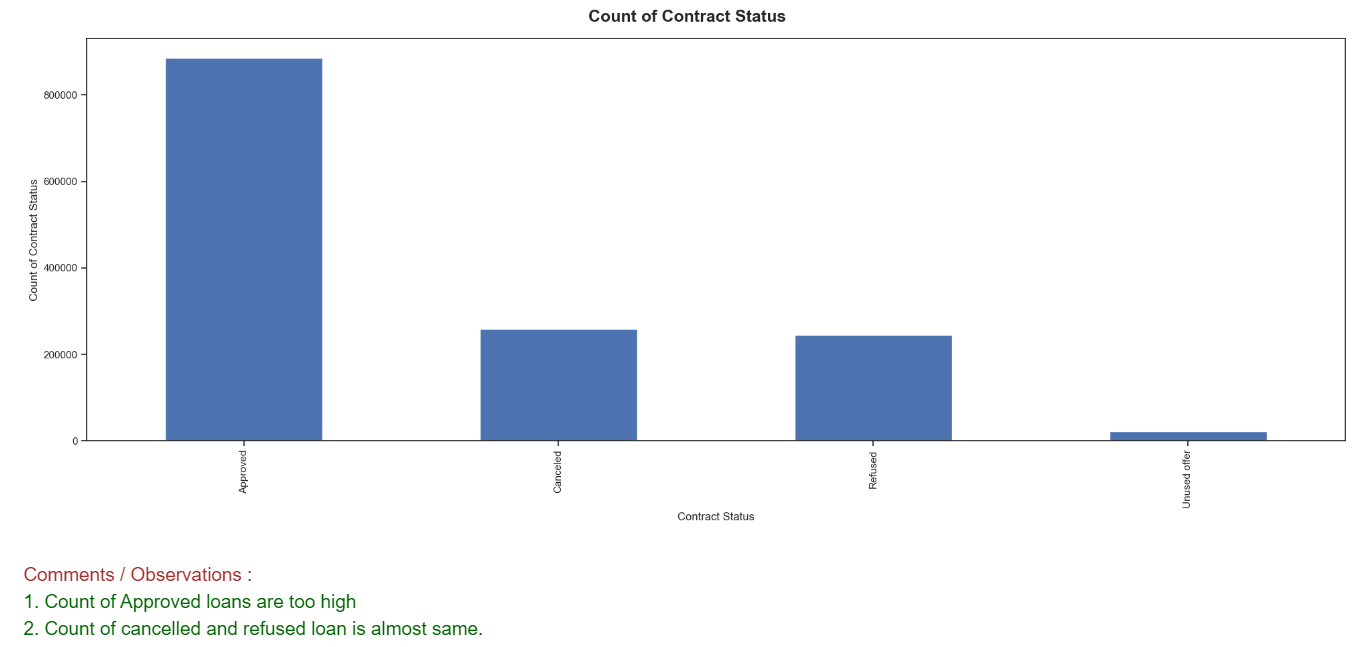 Count of Contract Status
Count of Contract Status
800000
600000
400000
200000
0
Approved
Canceled
Refused
Unused offer
Contract Status
Comments / Observations :
1. Count of Approved loans are too high
2. Count of cancelled and refused loan is almost same.